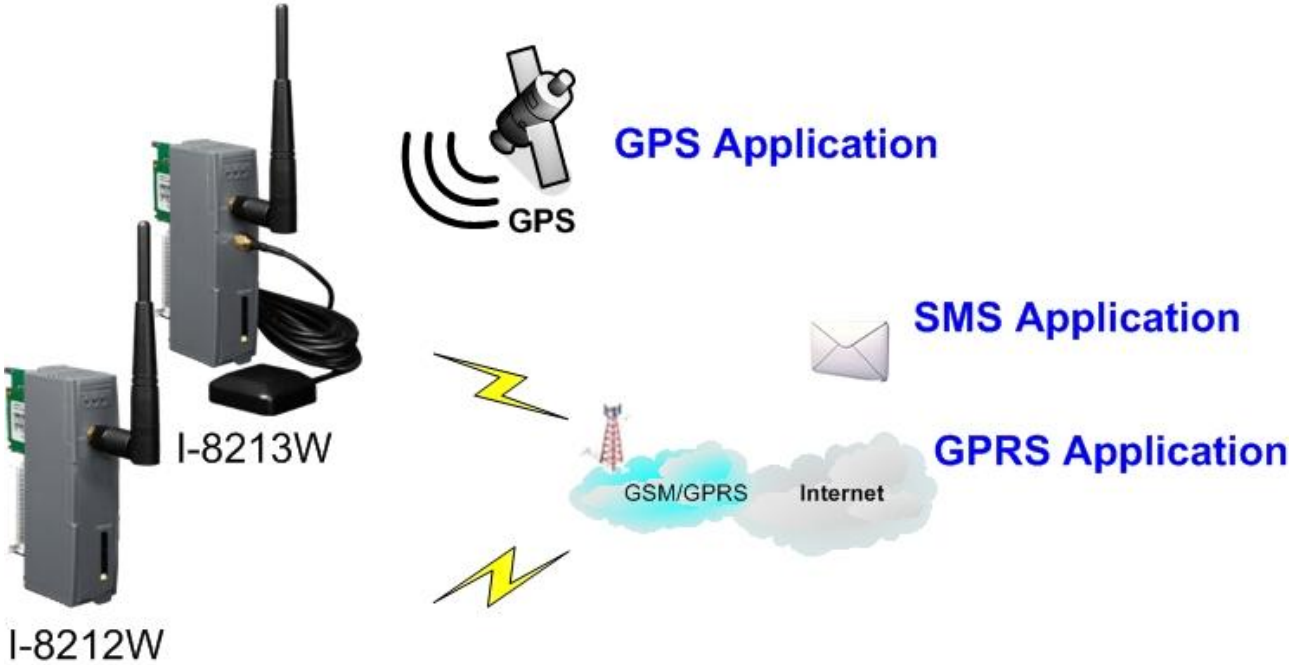 GPS Application
GPS
SMS Application
I-8213W
GPRS Application
GSM/GPRS
Internet
I-8212W